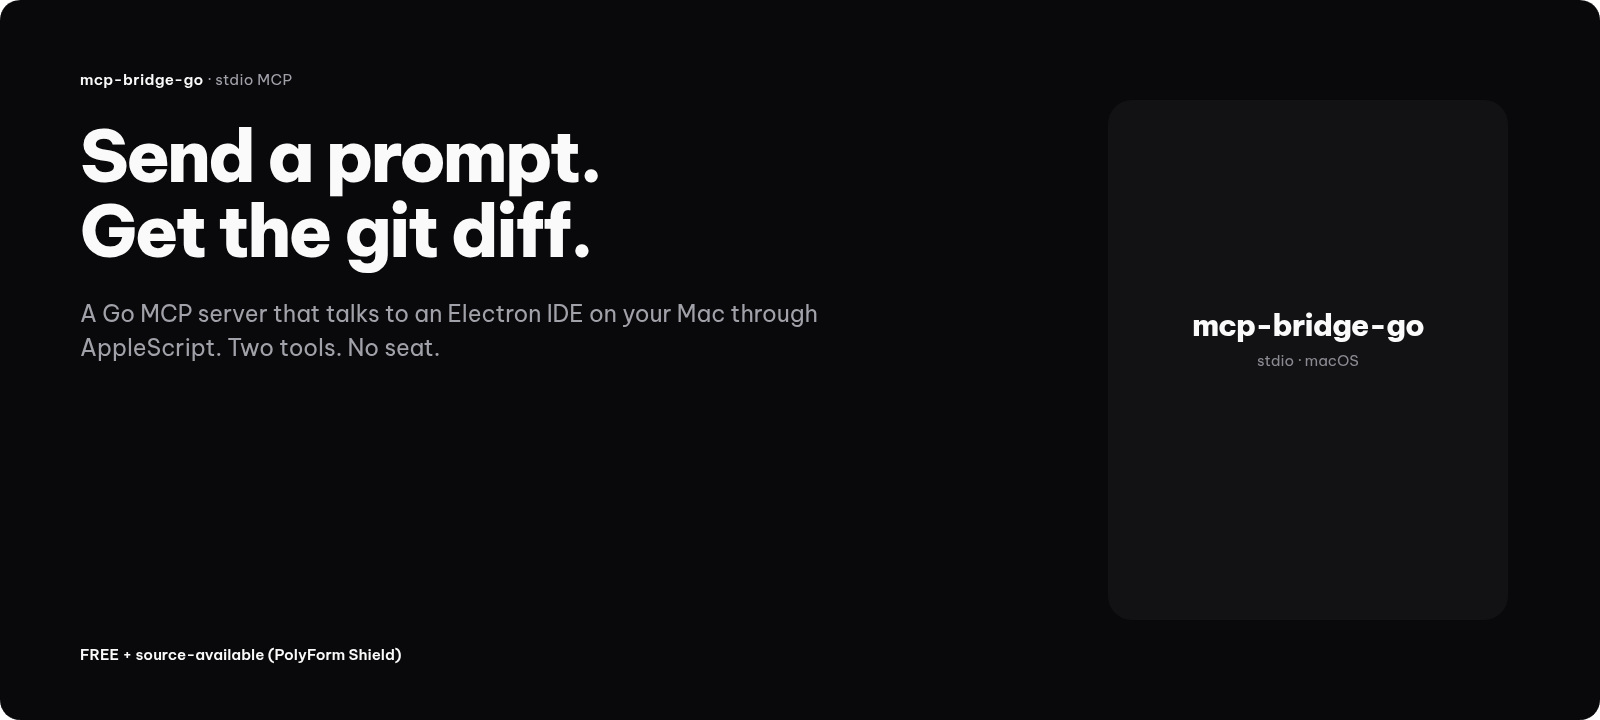 mcp-bridge-go · stdio MCP
Send a prompt.
Get the git diff.
A Go MCP server that talks to an Electron IDE on your Mac through
AppleScript. Two tools. No seat.
mcp-bridge-go
stdio · macOS
FREE + source-available (PolyForm Shield)